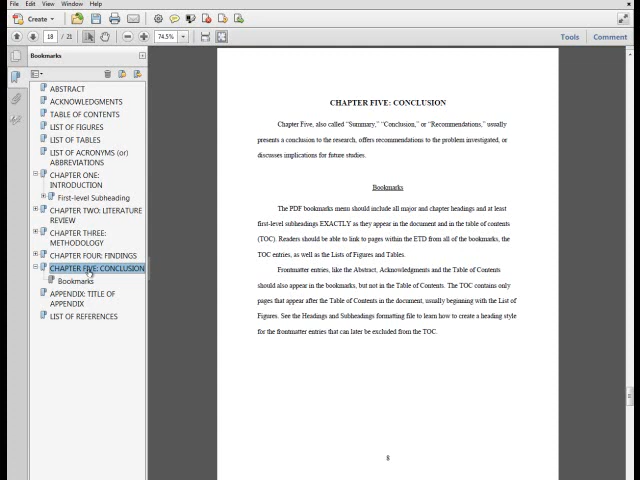 File Edit View Window Help
Create
18 / 21
74.5%
Tools Comment
Bookmarks
ABSTRACT
ACKNOWLEDGMENTS
TABLE OF CONTENTS
LIST OF FIGURES
LIST OF TABLES
LIST OF ACRONYMS (or)
ABBREVIATIONS
CHAPTER ONE:
INTRODUCTION
First-level Subheading
CHAPTER TWO: LITERATURE
REVIEW
CHAPTER THREE:
METHODOLOGY
CHAPTER FOUR: FINDINGS
CHAPTER FIVE: CONCLUSION
Bookmarks
APPENDIX: TITLE OF
APPENDIX
LIST OF REFERENCES
CHAPTER FIVE: CONCLUSION
Chapter Five, also called “Summary,” “Conclusion,” or “Recommendations,” usually
presents a conclusion to the research, offers recommendations to the problem investigated, or
discusses implications for future studies.
Bookmarks
The PDF bookmarks menu should include all major and chapter headings and at least
first-level subheadings EXACTLY as they appear in the document and in the table of contents
(TOC). Readers should be able to link to pages within the ETD from all of the bookmarks, the
TOC entries, as well as the Lists of Figures and Tables.
Frontmatter entries, like the Abstract, Acknowledgments and the Table of Contents
should also appear in the bookmarks, but not in the Table of Contents. The TOC contains only
pages that appear after the Table of Contents in the document, usually beginning with the List of
Figures. See the Headings and Subheadings formatting file to learn how to create a heading style
for the frontmatter entries that can later be excluded from the TOC.
8